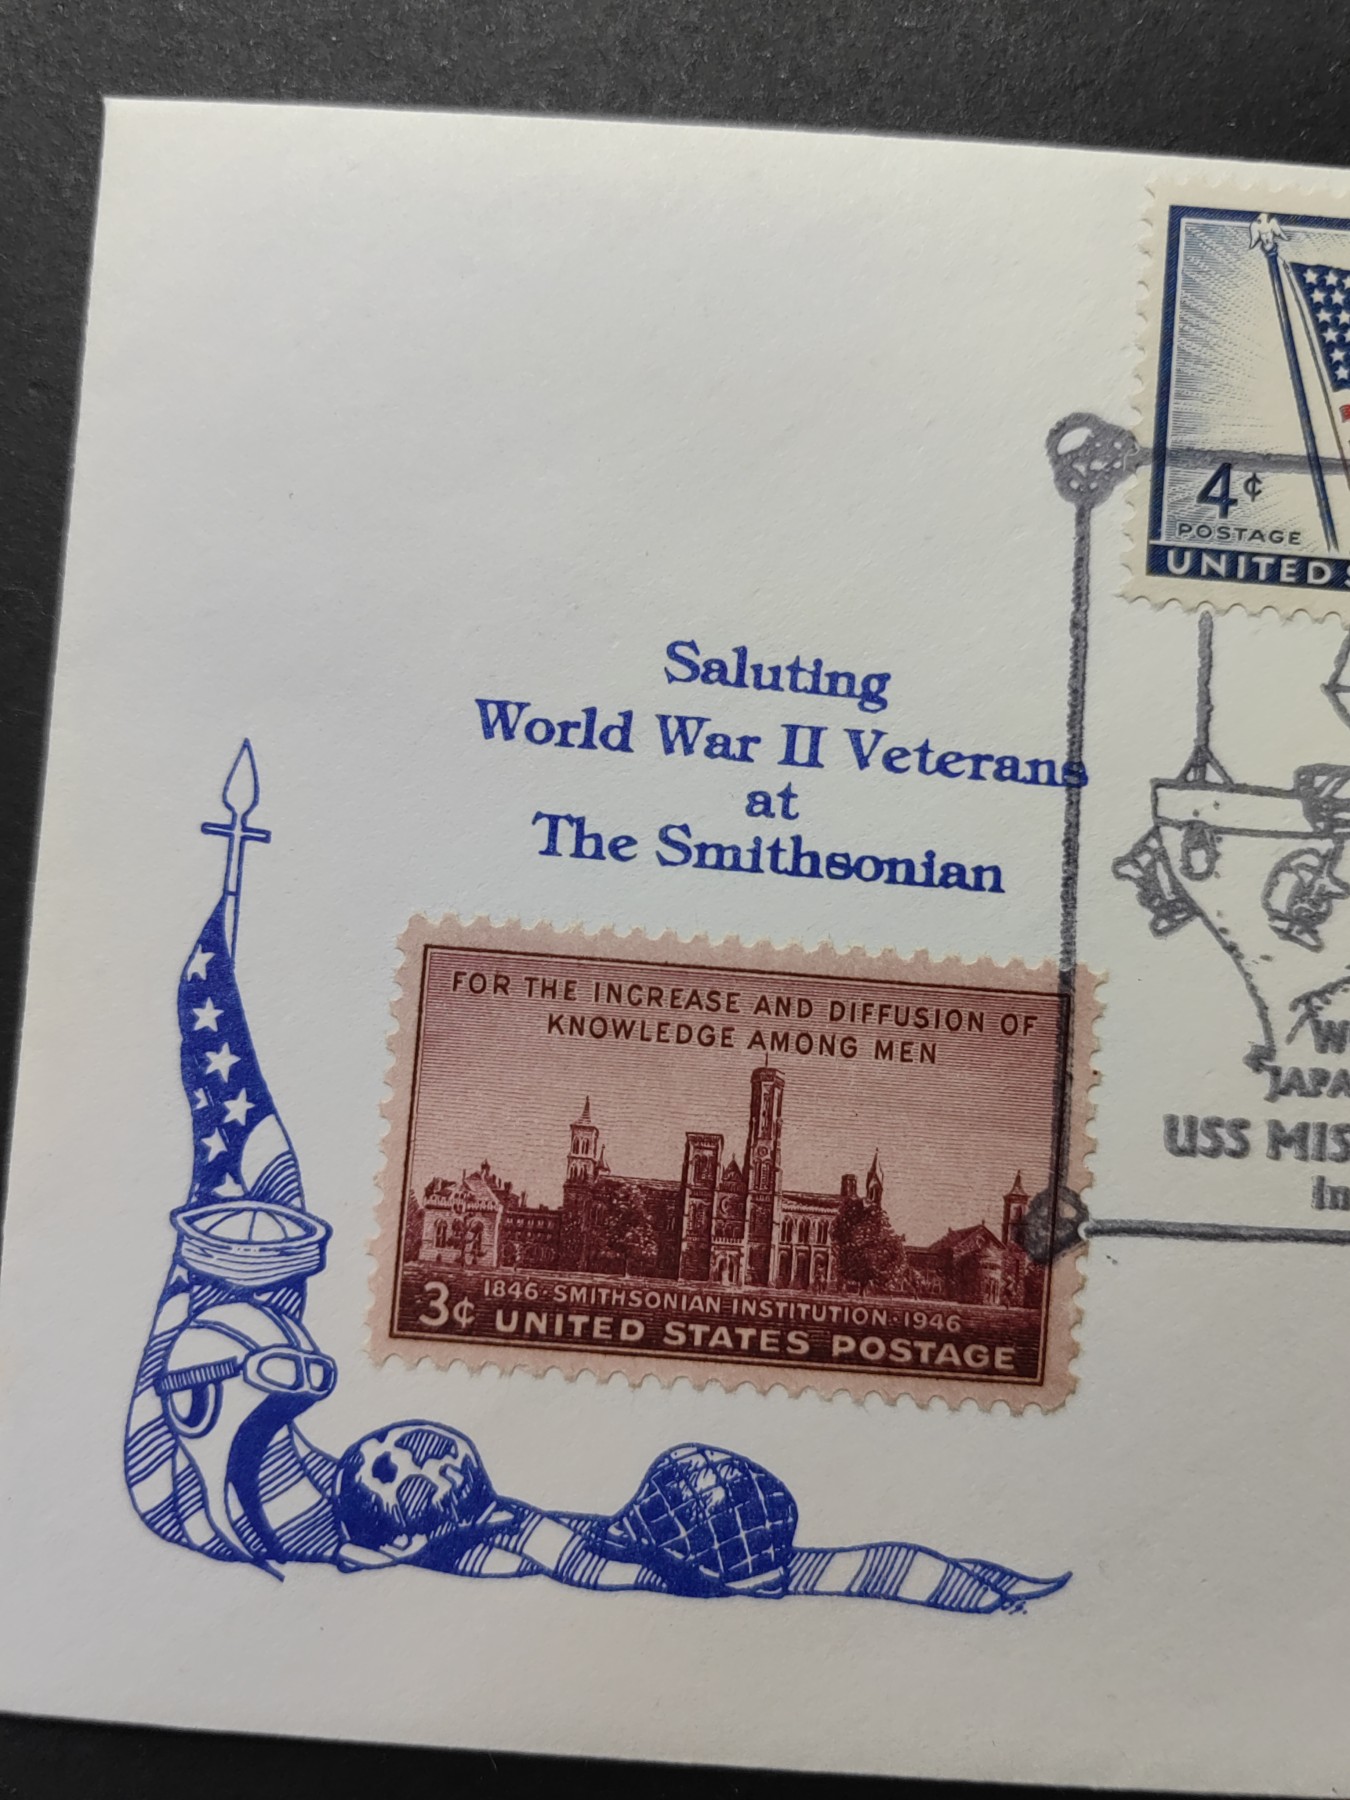 4¢
POSTAGE
UNITED
Saluting
World War II Veterans
at
The Smithsonian
FOR THE INCREASE AND DIFFUSION OF
KNOWLEDGE AMONG MEN
1846·SMITHSONIAN INSTITUTION·1946
3¢ UNITED STATES POSTAGE
USS